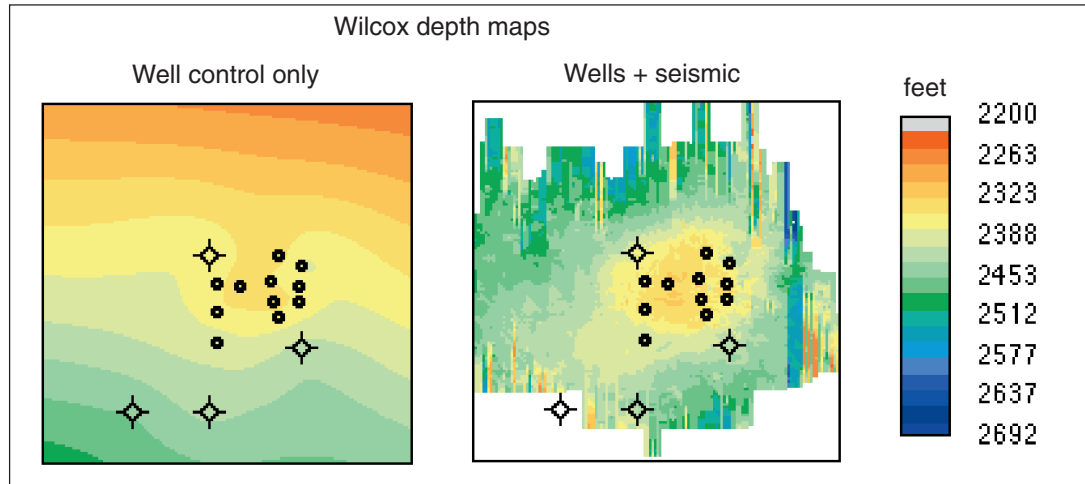 Wilcox depth maps
Well control only
Wells + seismic
feet
2200
2263
2323
2388
2453
2512
2577
2637
2692